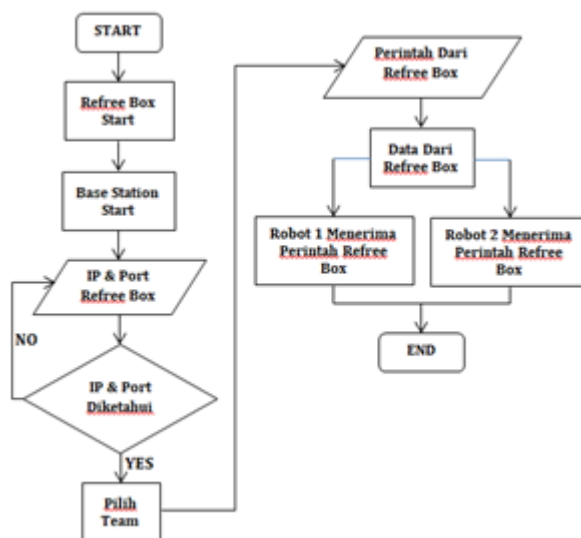 START
Refree Box
Start
Base Station
Start
IP & Port
Refree Box
NO
IP & Port
Diketahui
YES
Pilih
Team
Perintah Dari
Refree Box
Data Dari
Refree Box
Robot 1 Menerima
Perintah Refree
Box
Robot 2 Menerima
Perintah Refree
Box
END